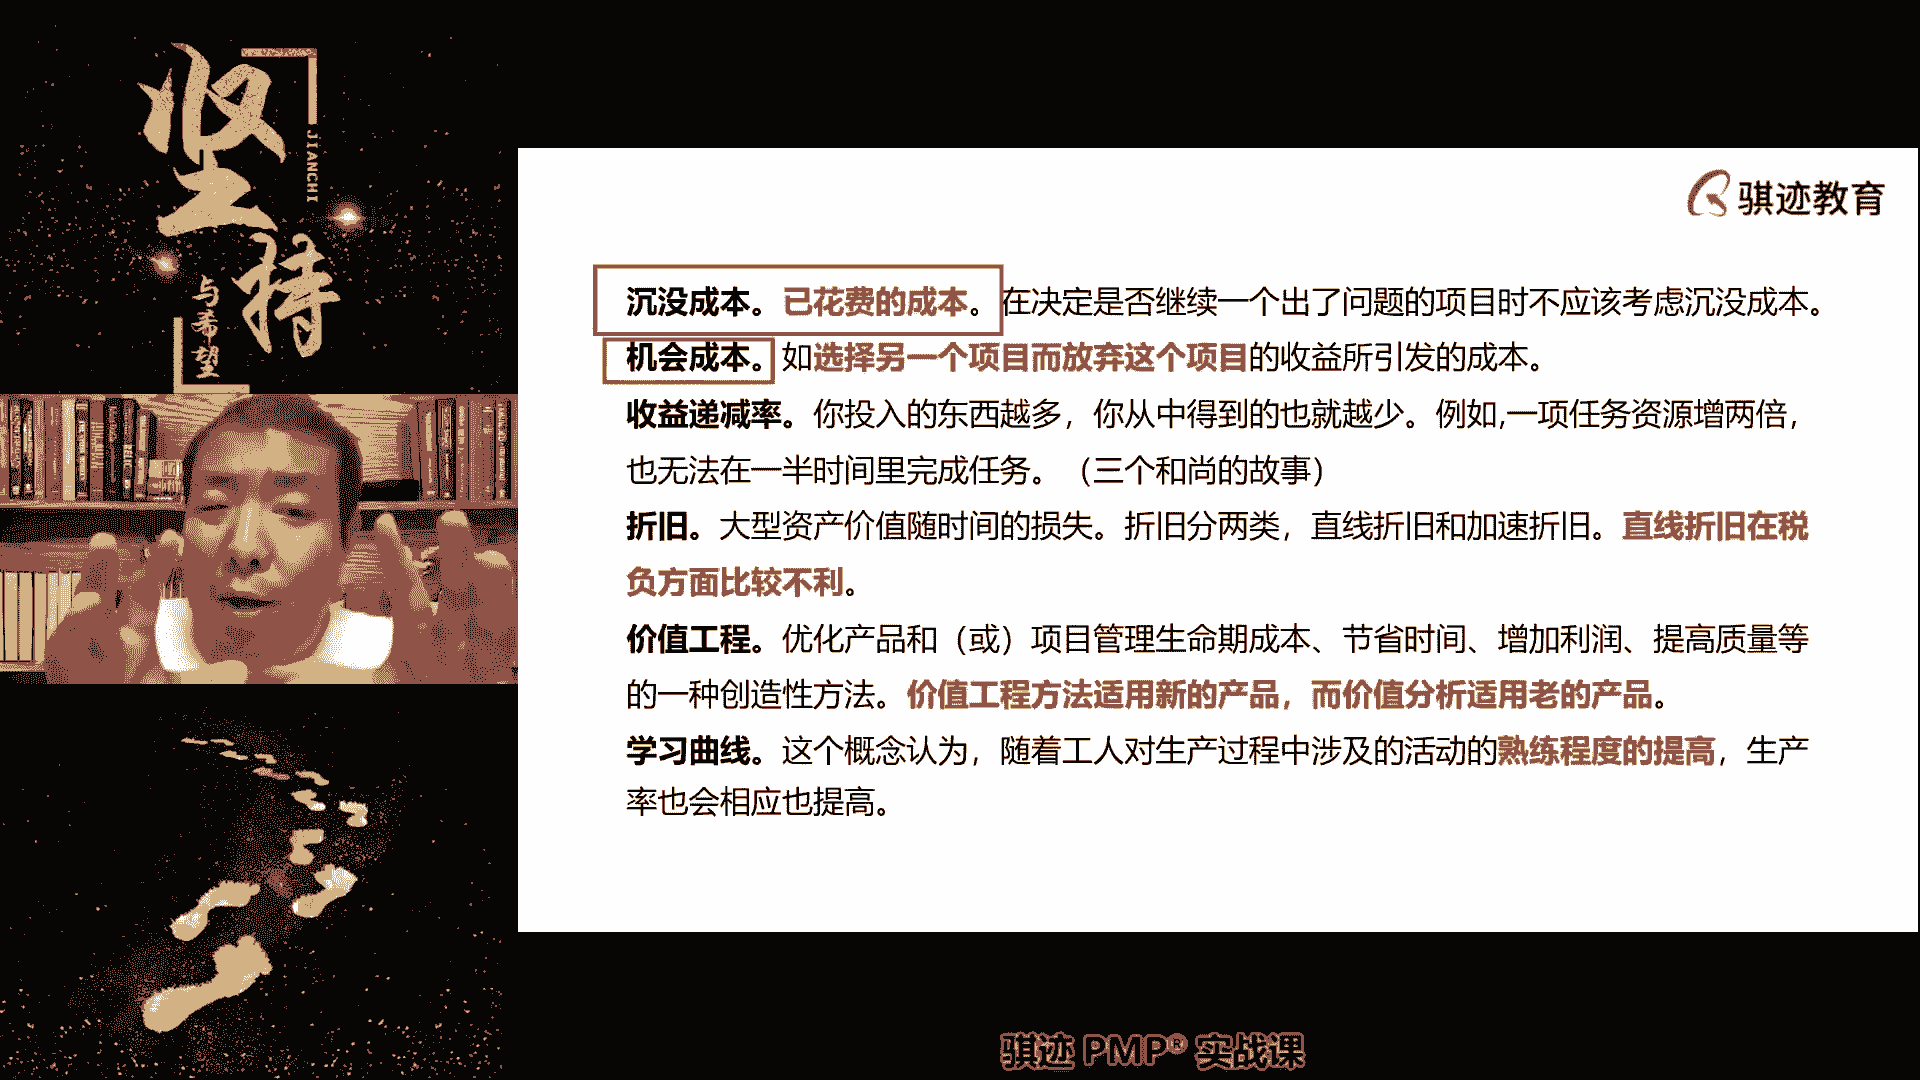 坚持
JIANCHI
与希望
骐迹教育
沉没成本。已花费的成本。在决定是否继续一个出了问题的项目时不应该考虑沉没成本。
机会成本。如选择另一个项目而放弃这个项目的收益所引发的成本。
收益递减率。你投入的东西越多，你从中得到的也就越少。例如,一项任务资源增两倍，
也无法在一半时间里完成任务。（三个和尚的故事）
折旧。大型资产价值随时间的损失。折旧分两类，直线折旧和加速折旧。直线折旧在税
负方面比较不利。
价值工程。优化产品和（或）项目管理生命期成本、节省时间、增加利润、提高质量等
的一种创造性方法。价值工程方法适用新的产品，而价值分析适用老的产品。
学习曲线。这个概念认为，随着工人对生产过程中涉及的活动的熟练程度的提高，生产
率也会相应也提高。
骐迹 PMP® 实战课